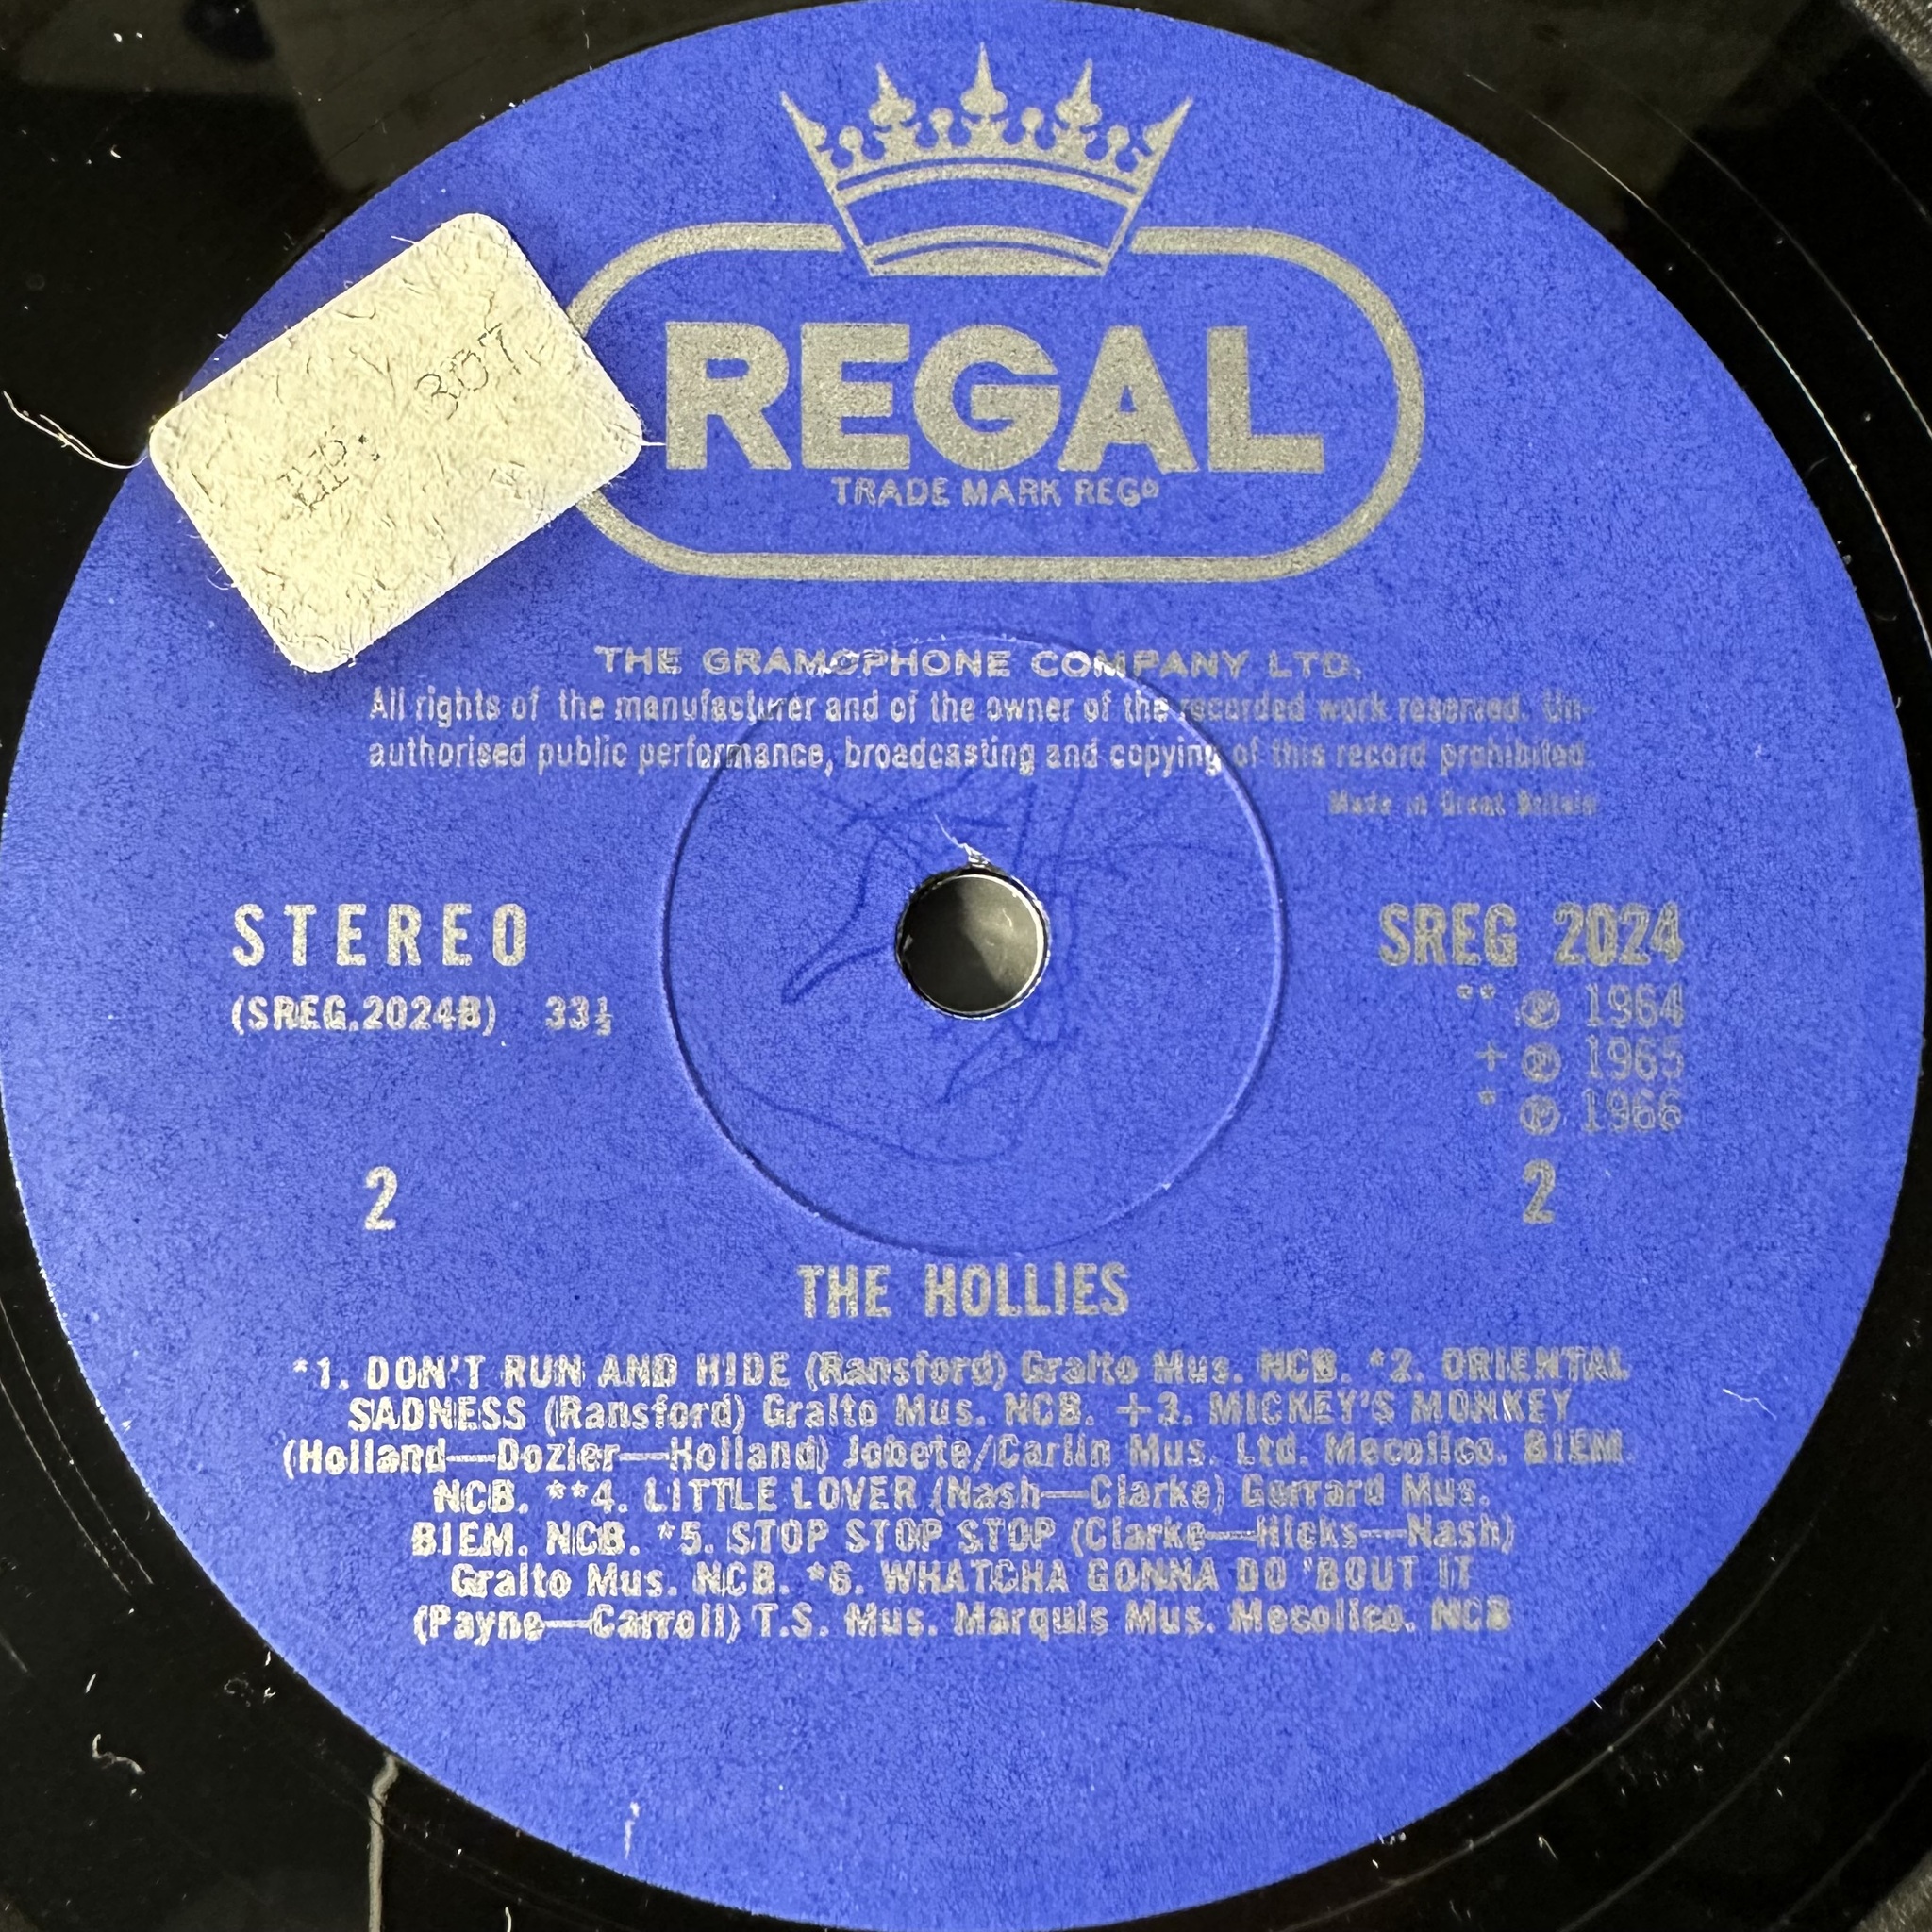 REGAL
TRADE MARK REGD
LP. 307
THE GRAMOPHONE COMPANY LTD.
All rights of the manufacturer and of the owner of the recorded work reserved. Un-
authorised public performance, broadcasting and copying of this record prohibited.
Made in Great Britain
STEREO
(SREG.2024B) 33⅓
SREG 2024
** ℗ 1964
+ ℗ 1965
* ℗ 1966
2
2
THE HOLLIES
*1. DON'T RUN AND HIDE (Ransford) Gralto Mus. NCB. *2. ORIENTAL
SADNESS (Ransford) Gralto Mus. NCB. +3. MICKEY'S MONKEY
(Holland—Dozier—Holland) Jobete/Carlin Mus. Ltd. Mecolico. BIEM
NCB. **4. LITTLE LOVER (Nash—Clarke) Gerrard Mus.
BIEM. NCB. *5. STOP STOP STOP (Clarke—Hicks—Nash)
Gralto Mus. NCB. *6. WHATCHA GONNA DO 'BOUT IT
(Payne—Carroll) T.S. Mus. Marquis Mus. Mecolico. NCB